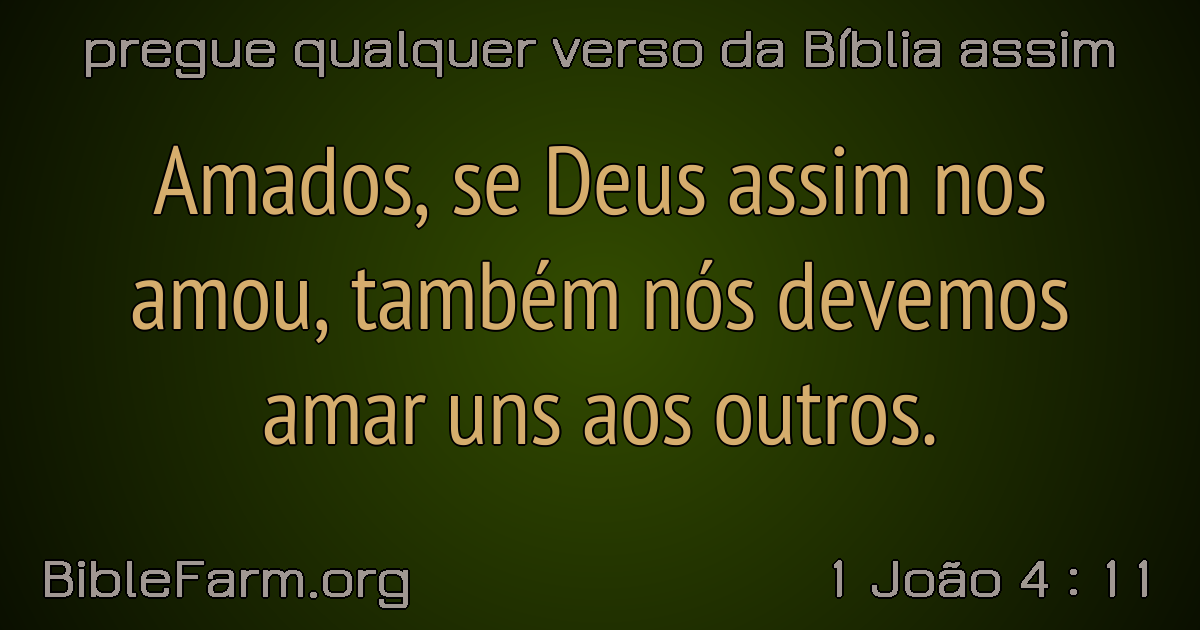 pregue qualquer verso da Bíblia assim
Amados, se Deus assim nos
amou, também nós devemos
amar uns aos outros.
BibleFarm.org
1 João 4 : 11